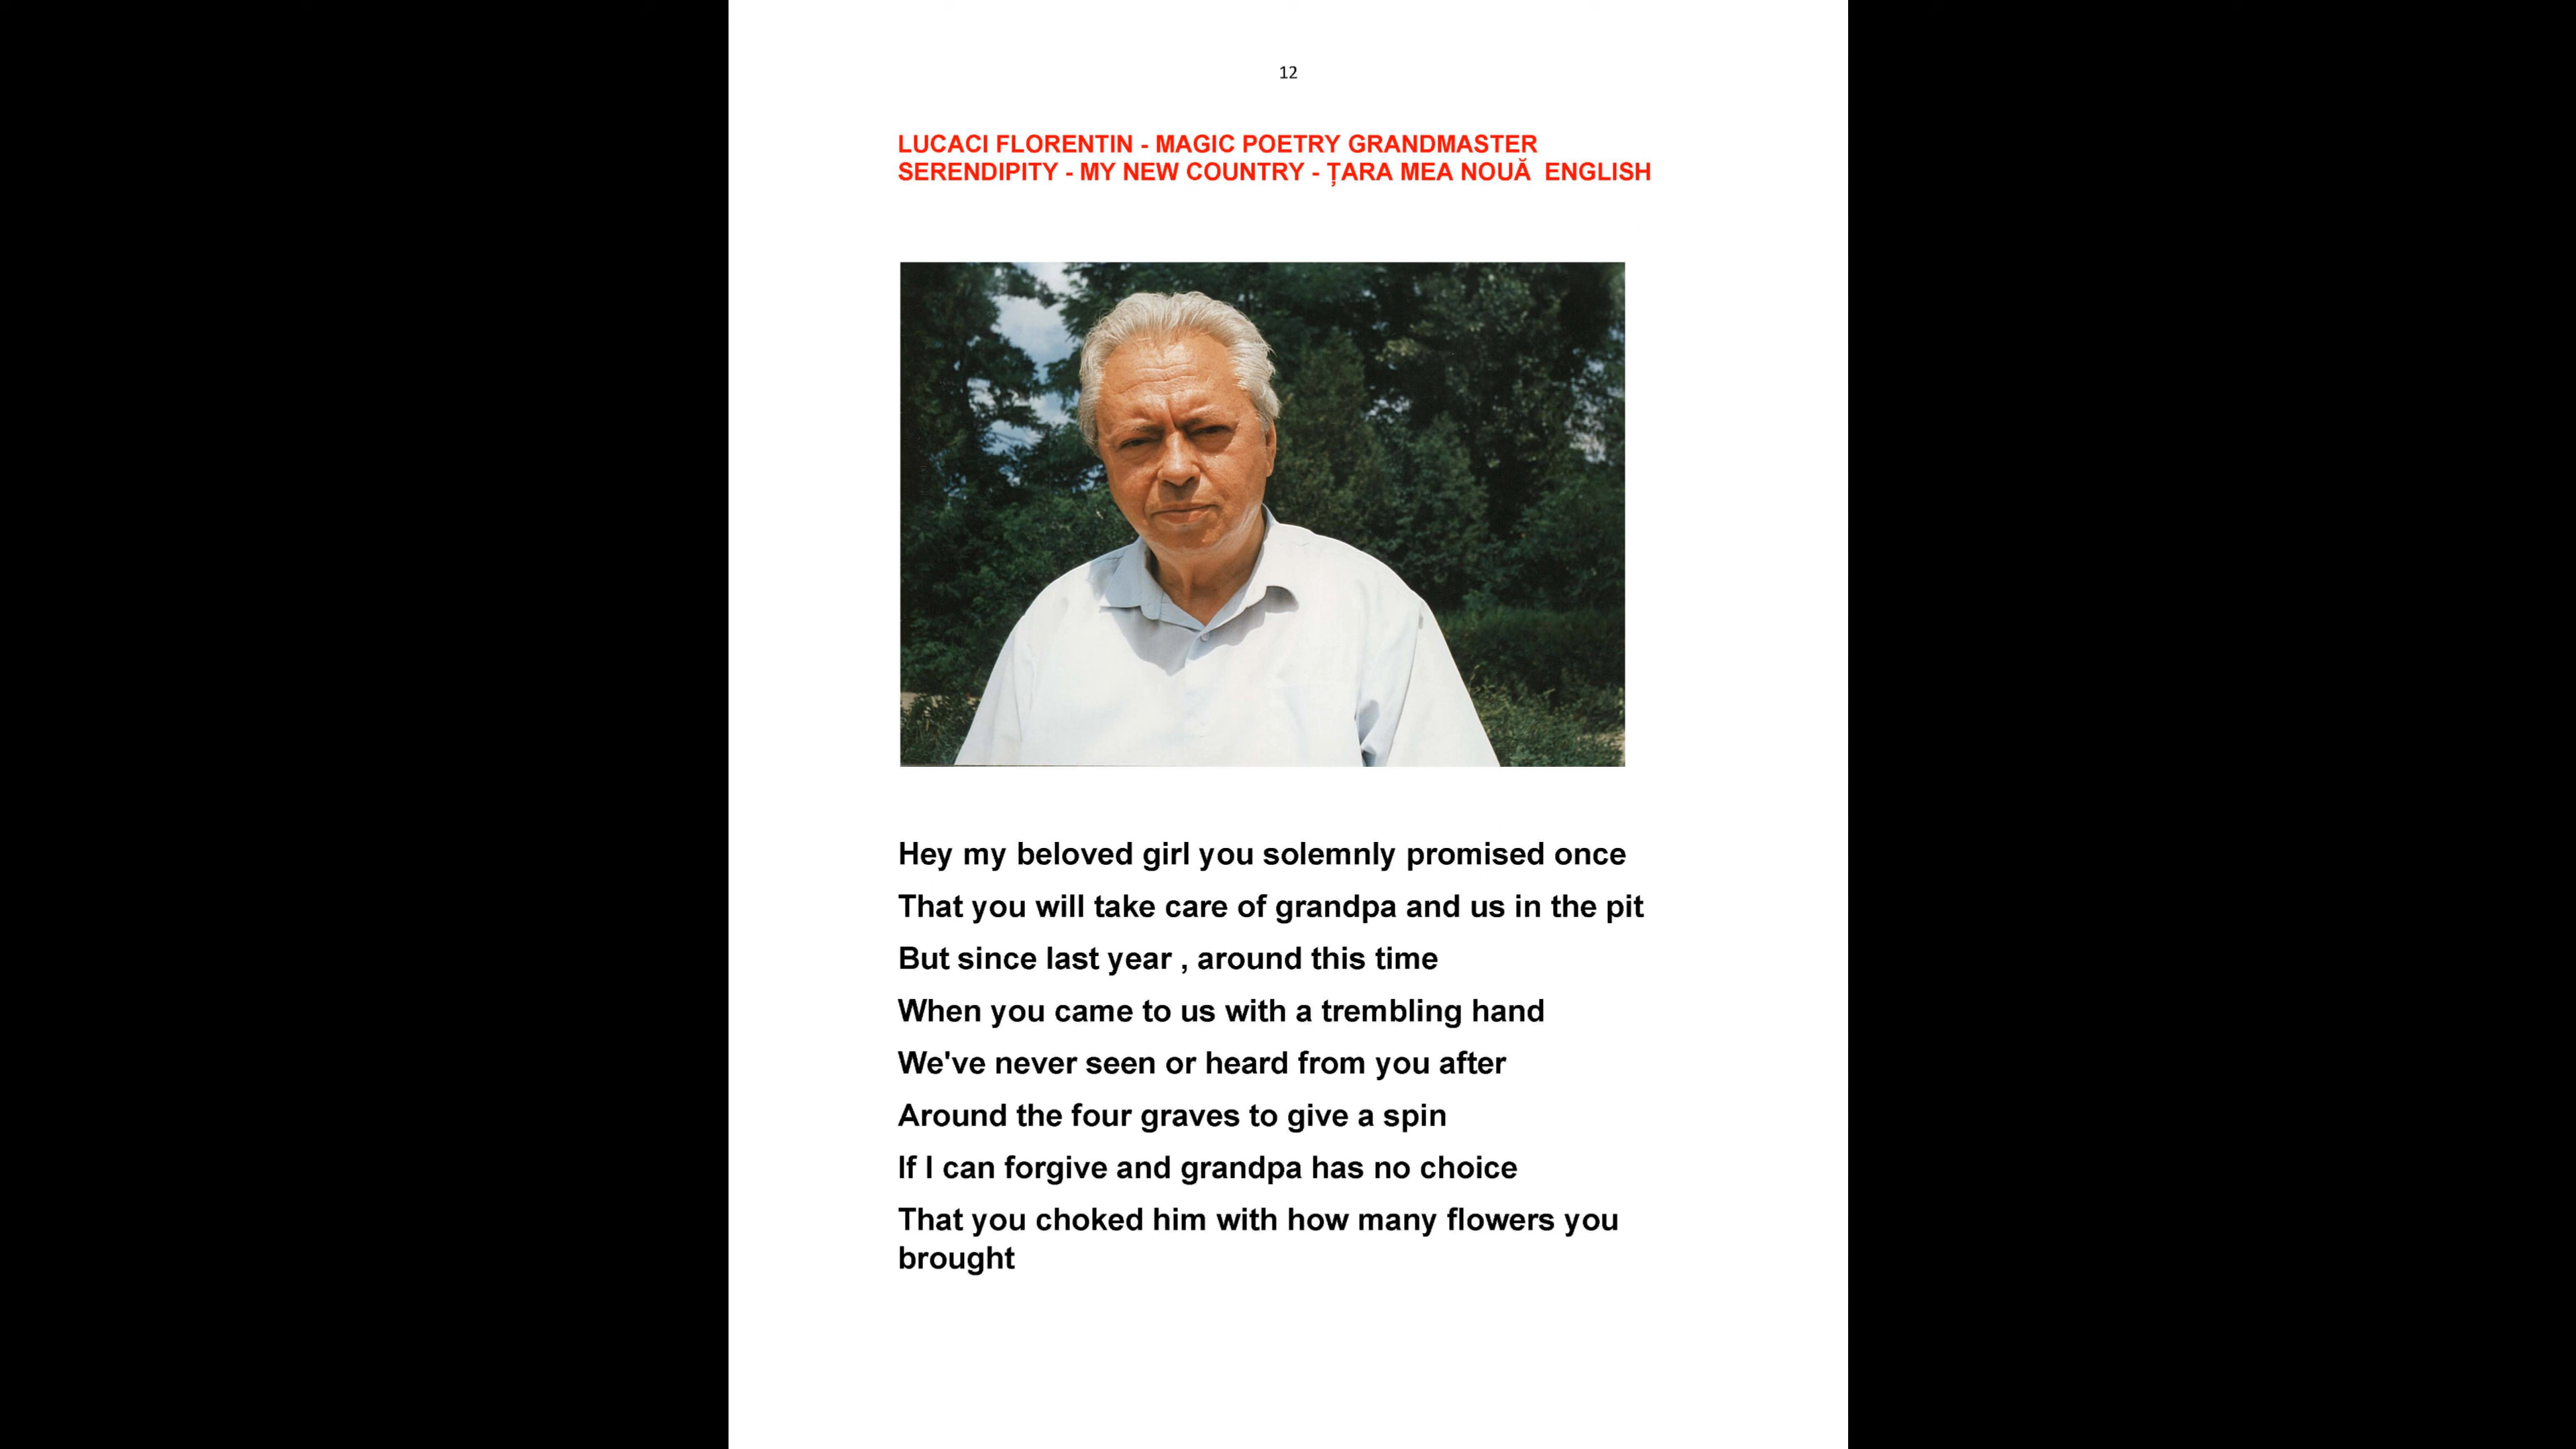 12
LUCACI FLORENTIN - MAGIC POETRY GRANDMASTER
SERENDIPITY - MY NEW COUNTRY - ȚARA MEA NOUĂ  ENGLISH
Hey my beloved girl you solemnly promised once
That you will take care of grandpa and us in the pit
But since last year , around this time
When you came to us with a trembling hand
We've never seen or heard from you after
Around the four graves to give a spin
If I can forgive and grandpa has no choice
That you choked him with how many flowers you
brought